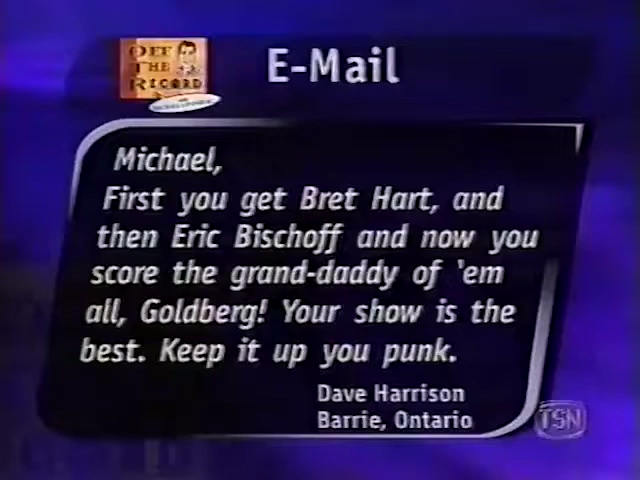 OFF
THE
RECORD
E-Mail
Michael,
First you get Bret Hart, and
then Eric Bischoff and now you
score the grand-daddy of 'em
all, Goldberg! Your show is the
best. Keep it up you punk.
Dave Harrison
Barrie, Ontario
TSN